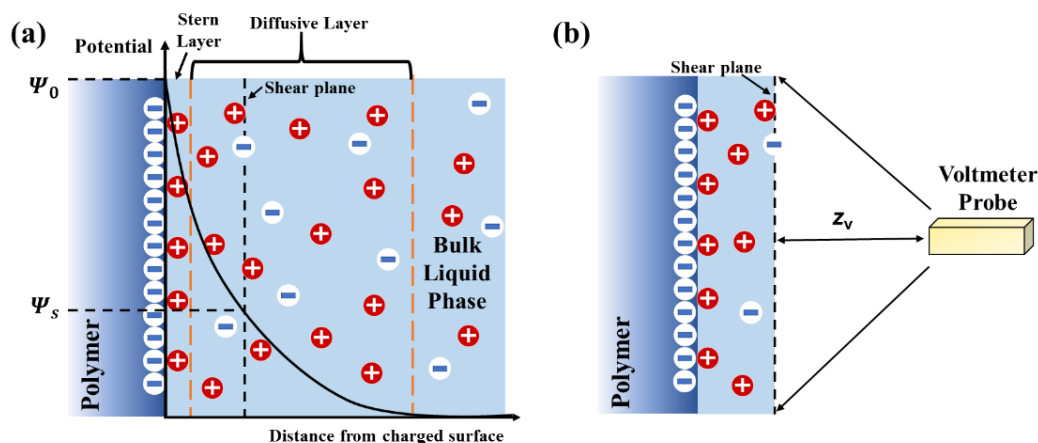 (a)
Potential
Stern
Layer
Diffusive Layer
Shear plane
Ψ0
Ψs
Polymer
Bulk
Liquid
Phase
Distance from charged surface
(b)
Shear plane
Polymer
zv
Voltmeter
Probe